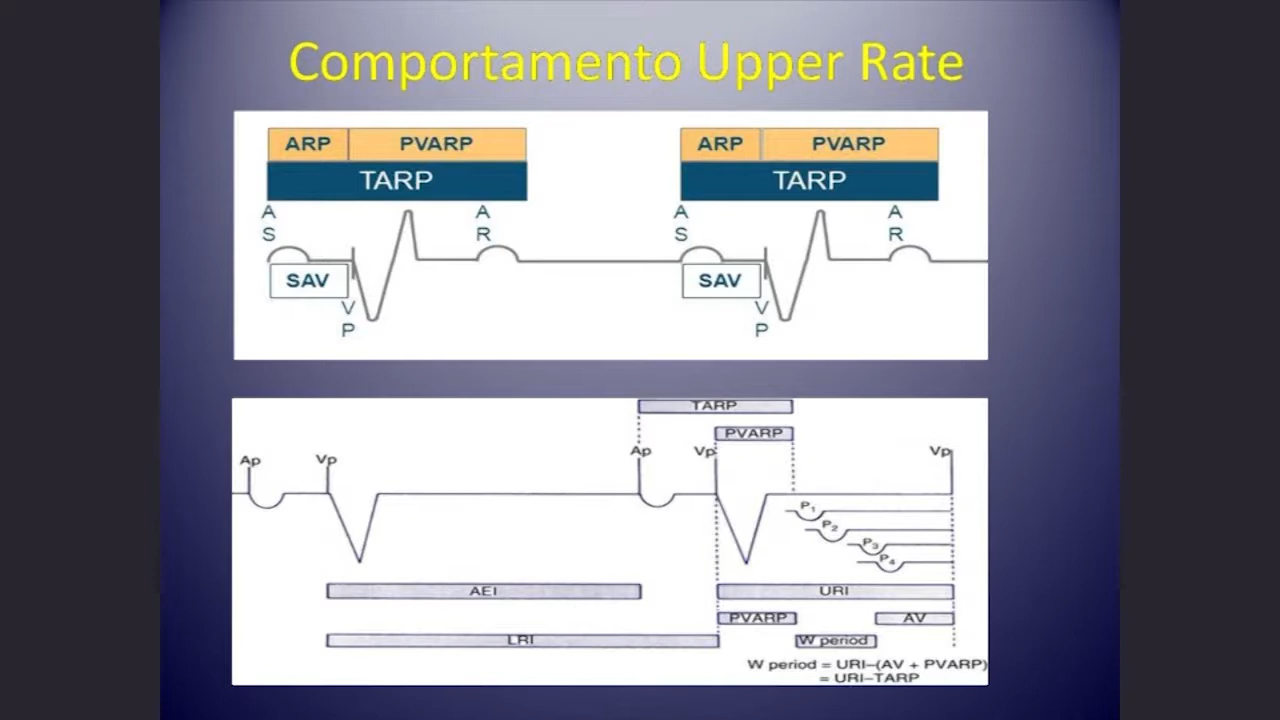 Comportamento Upper Rate
ARP PVARP ARP PVARP
TARP TARP
A A A A
S R S R
SAV SAV
V V
P P
TARP
PVARP
Ap Vp Ap Vp Vp
P1
P2
P3
P4
AEI URI
PVARP AV
LRI W period
W period = URI–(AV + PVARP)
= URI–TARP